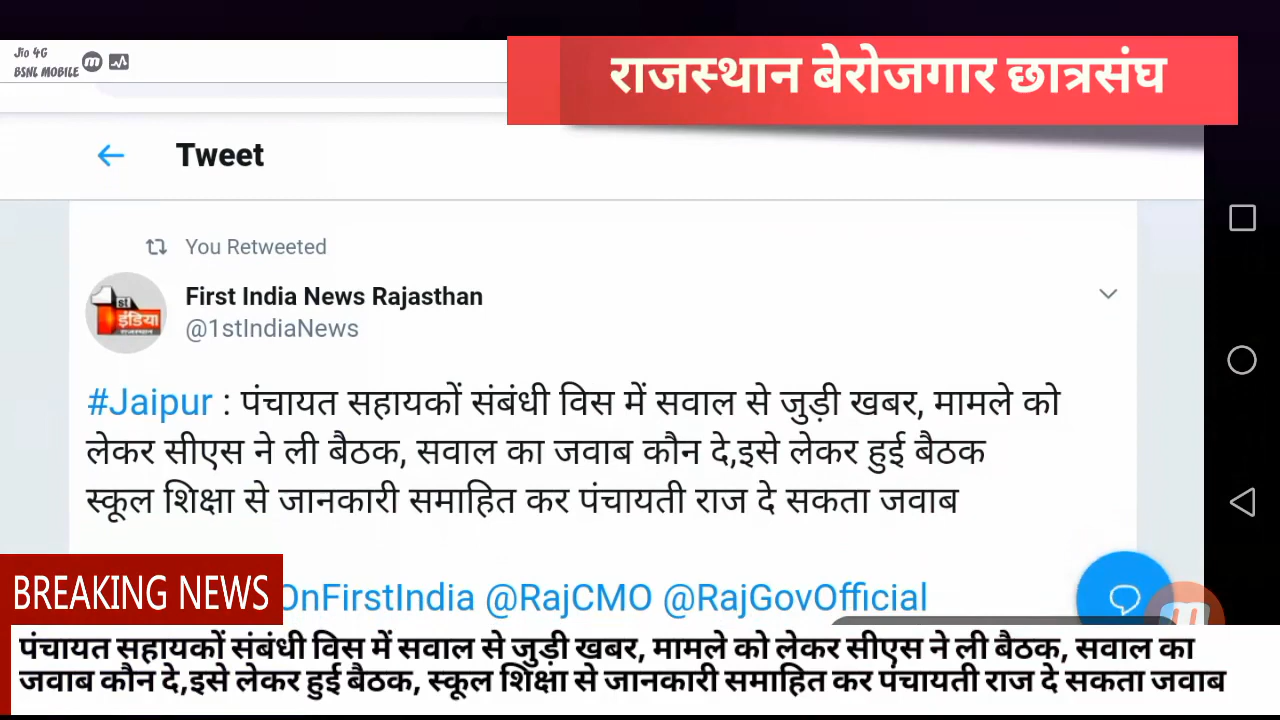 Jio 4G
BSNL MOBILE
राजस्थान बेरोजगार छात्रसंघ
Tweet
You Retweeted
First India News Rajasthan
@1stIndiaNews
1st
इंडिया
राजस्थान
#Jaipur : पंचायत सहायकों संबंधी विस में सवाल से जुड़ी खबर, मामले को
लेकर सीएस ने ली बैठक, सवाल का जवाब कौन दे,इसे लेकर हुई बैठक
स्कूल शिक्षा से जानकारी समाहित कर पंचायती राज दे सकता जवाब
OnFirstIndia @RajCMO @RajGovOfficial
BREAKING NEWS
पंचायत सहायकों संबंधी विस में सवाल से जुड़ी खबर, मामले को लेकर सीएस ने ली बैठक, सवाल का
जवाब कौन दे,इसे लेकर हुई बैठक, स्कूल शिक्षा से जानकारी समाहित कर पंचायती राज दे सकता जवाब